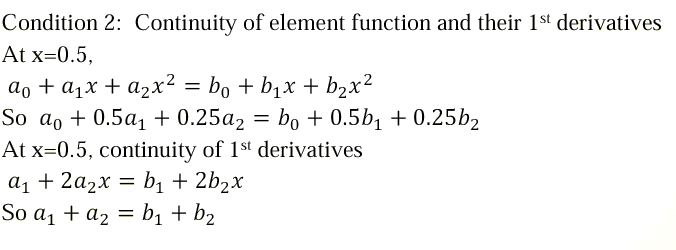 Condition 2:  Continuity of element function and their 1ˢᵗ derivatives
At x=0.5,
a₀ + a₁x + a₂x² = b₀ + b₁x + b₂x²
So a₀ + 0.5a₁ + 0.25a₂ = b₀ + 0.5b₁ + 0.25b₂
At x=0.5, continuity of 1ˢᵗ derivatives
a₁ + 2a₂x = b₁ + 2b₂x
So a₁ + a₂ = b₁ + b₂